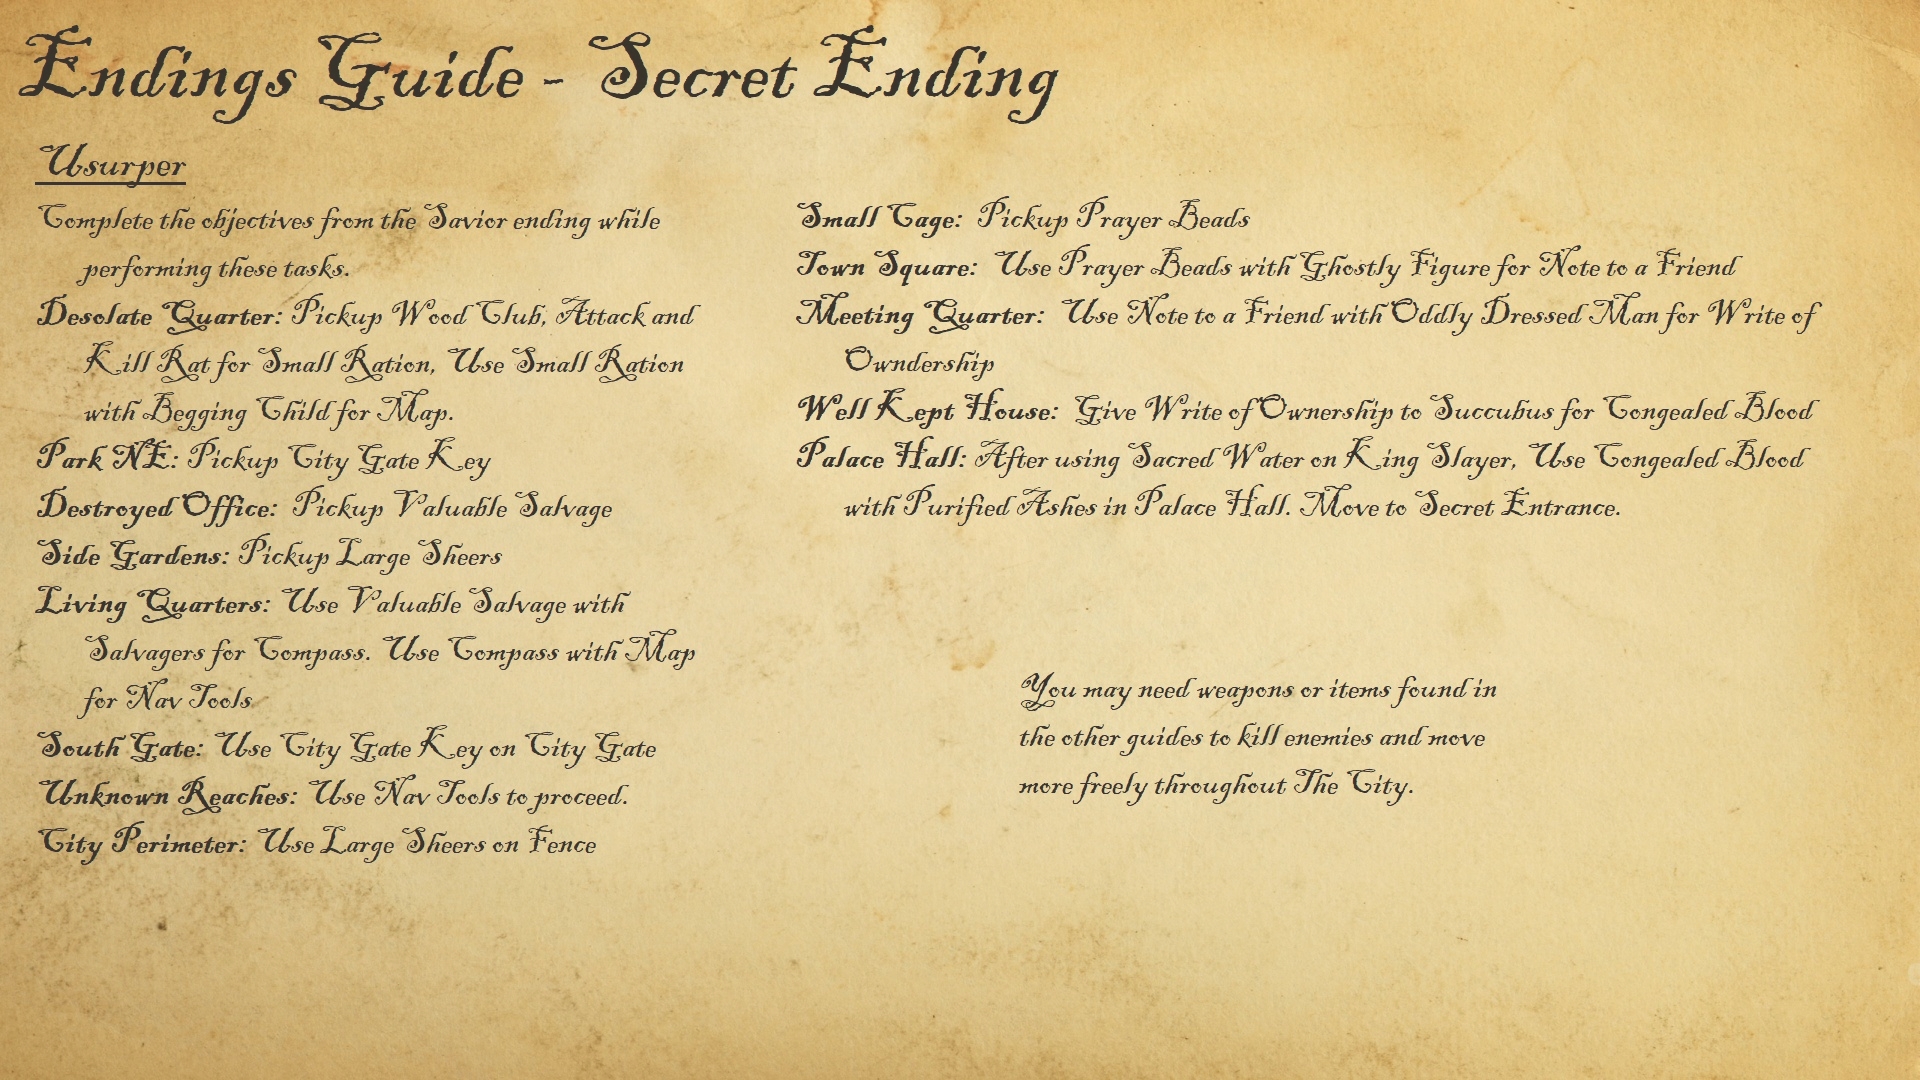 Endings Guide - Secret Ending
Usurper
Complete the objectives from the Savior ending while
performing these tasks.
Desolate Quarter: Pickup Wood Club, Attack and
Kill Rat for Small Ration, Use Small Ration
with Begging Child for Map.
Park NE: Pickup City Gate Key
Destroyed Office: Pickup Valuable Salvage
Side Gardens: Pickup Large Sheers
Living Quarters: Use Valuable Salvage with
Salvagers for Compass. Use Compass with Map
for Nav Tools
South Gate: Use City Gate Key on City Gate
Unknown Reaches: Use Nav Tools to proceed.
City Perimeter: Use Large Sheers on Fence
Small Cage: Pickup Prayer Beads
Town Square: Use Prayer Beads with Ghostly Figure for Note to a Friend
Meeting Quarter: Use Note to a Friend with Oddly Dressed Man for Write of
Owndership
Well Kept House: Give Write of Ownership to Succubus for Congealed Blood
Palace Hall: After using Sacred Water on King Slayer, Use Congealed Blood
with Purified Ashes in Palace Hall. Move to Secret Entrance.
You may need weapons or items found in
the other guides to kill enemies and move
more freely throughout The City.